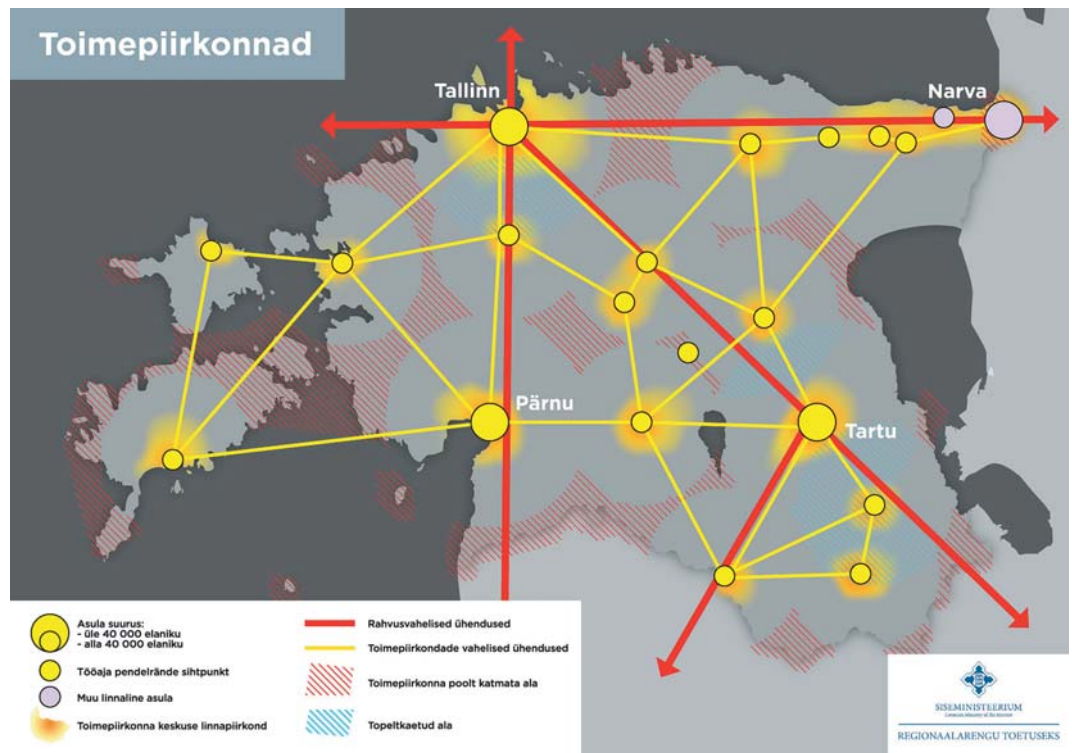 Toimepiirkonnad
Tallinn
Narva
Pärnu
Tartu
Asula suurus:
- üle 40 000 elaniku
- alla 40 000 elaniku
Tööaja pendelrände sihtpunkt
Muu linnaline asula
Toimepiirkonna keskuse linnapiirkond
Rahvusvahelised ühendused
Toimepiirkondade vahelised ühendused
Toimepiirkonna poolt katmata ala
Topeltkaetud ala
SISEMINISTEERIUM
REGIONAALARENGU TOETUSEKS